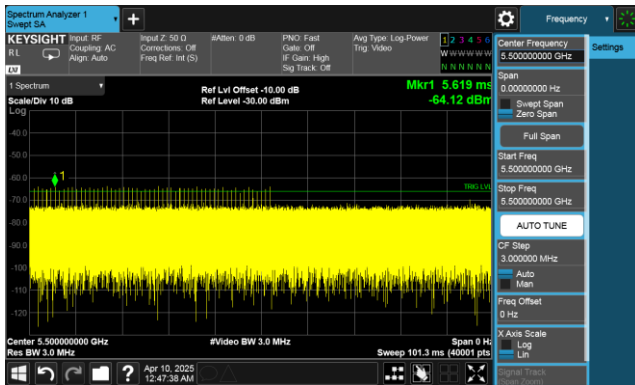 Spectrum Analyzer 1
Swept SA
Frequency
KEYSIGHT Input: RF
RL Coupling: AC
Align: Auto
LXI
Input Z: 50 Ω
Corrections: Off
Freq Ref: Int (S)
#Atten: 0 dB
PNO: Fast
Gate: Off
IF Gain: High
Sig Track: Off
Avg Type: Log-Power
Trig: Video
1 2 3 4 5 6
W W W W W W
N N N N N N
1 Spectrum
Scale/Div 10 dB
Ref Lvl Offset -10.00 dB
Ref Level -30.00 dBm
Mkr1 5.619 ms
-64.12 dBm
Log
-40.0
-50.0
-60.0
-70.0
-80.0
-90.0
-100
-110
-120
1
TRIG LVL
Center 5.500000000 GHz
Res BW 3.0 MHz
#Video BW 3.0 MHz
Span 0 Hz
Sweep 101.3 ms (40001 pts
Apr 10, 2025
12:47:38 AM
Center Frequency
5.500000000 GHz
Settings
Span
0.00000000 Hz
Swept Span
Zero Span
Full Span
Start Freq
5.500000000 GHz
Stop Freq
5.500000000 GHz
AUTO TUNE
CF Step
3.000000 MHz
Auto
Man
Freq Offset
0 Hz
X Axis Scale
Log
Lin
Signal Track
(Span Zoom)